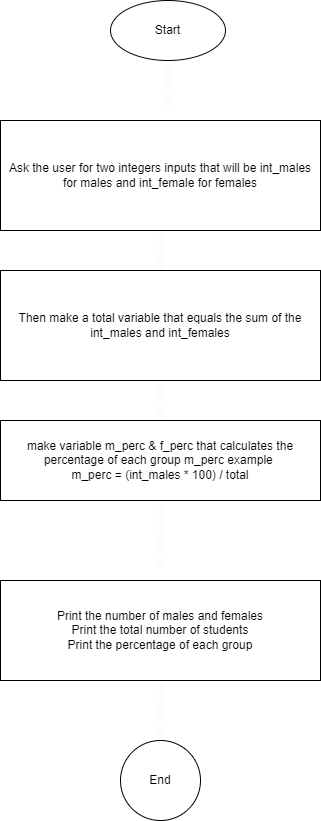 Start
Ask the user for two integers inputs that will be int_males
for males and int_female for females
Then make a total variable that equals the sum of the
int_males and int_females
make variable m_perc & f_perc that calculates the
percentage of each group m_perc example
m_perc = (int_males * 100) / total
Print the number of males and females
Print the total number of students
Print the percentage of each group
End